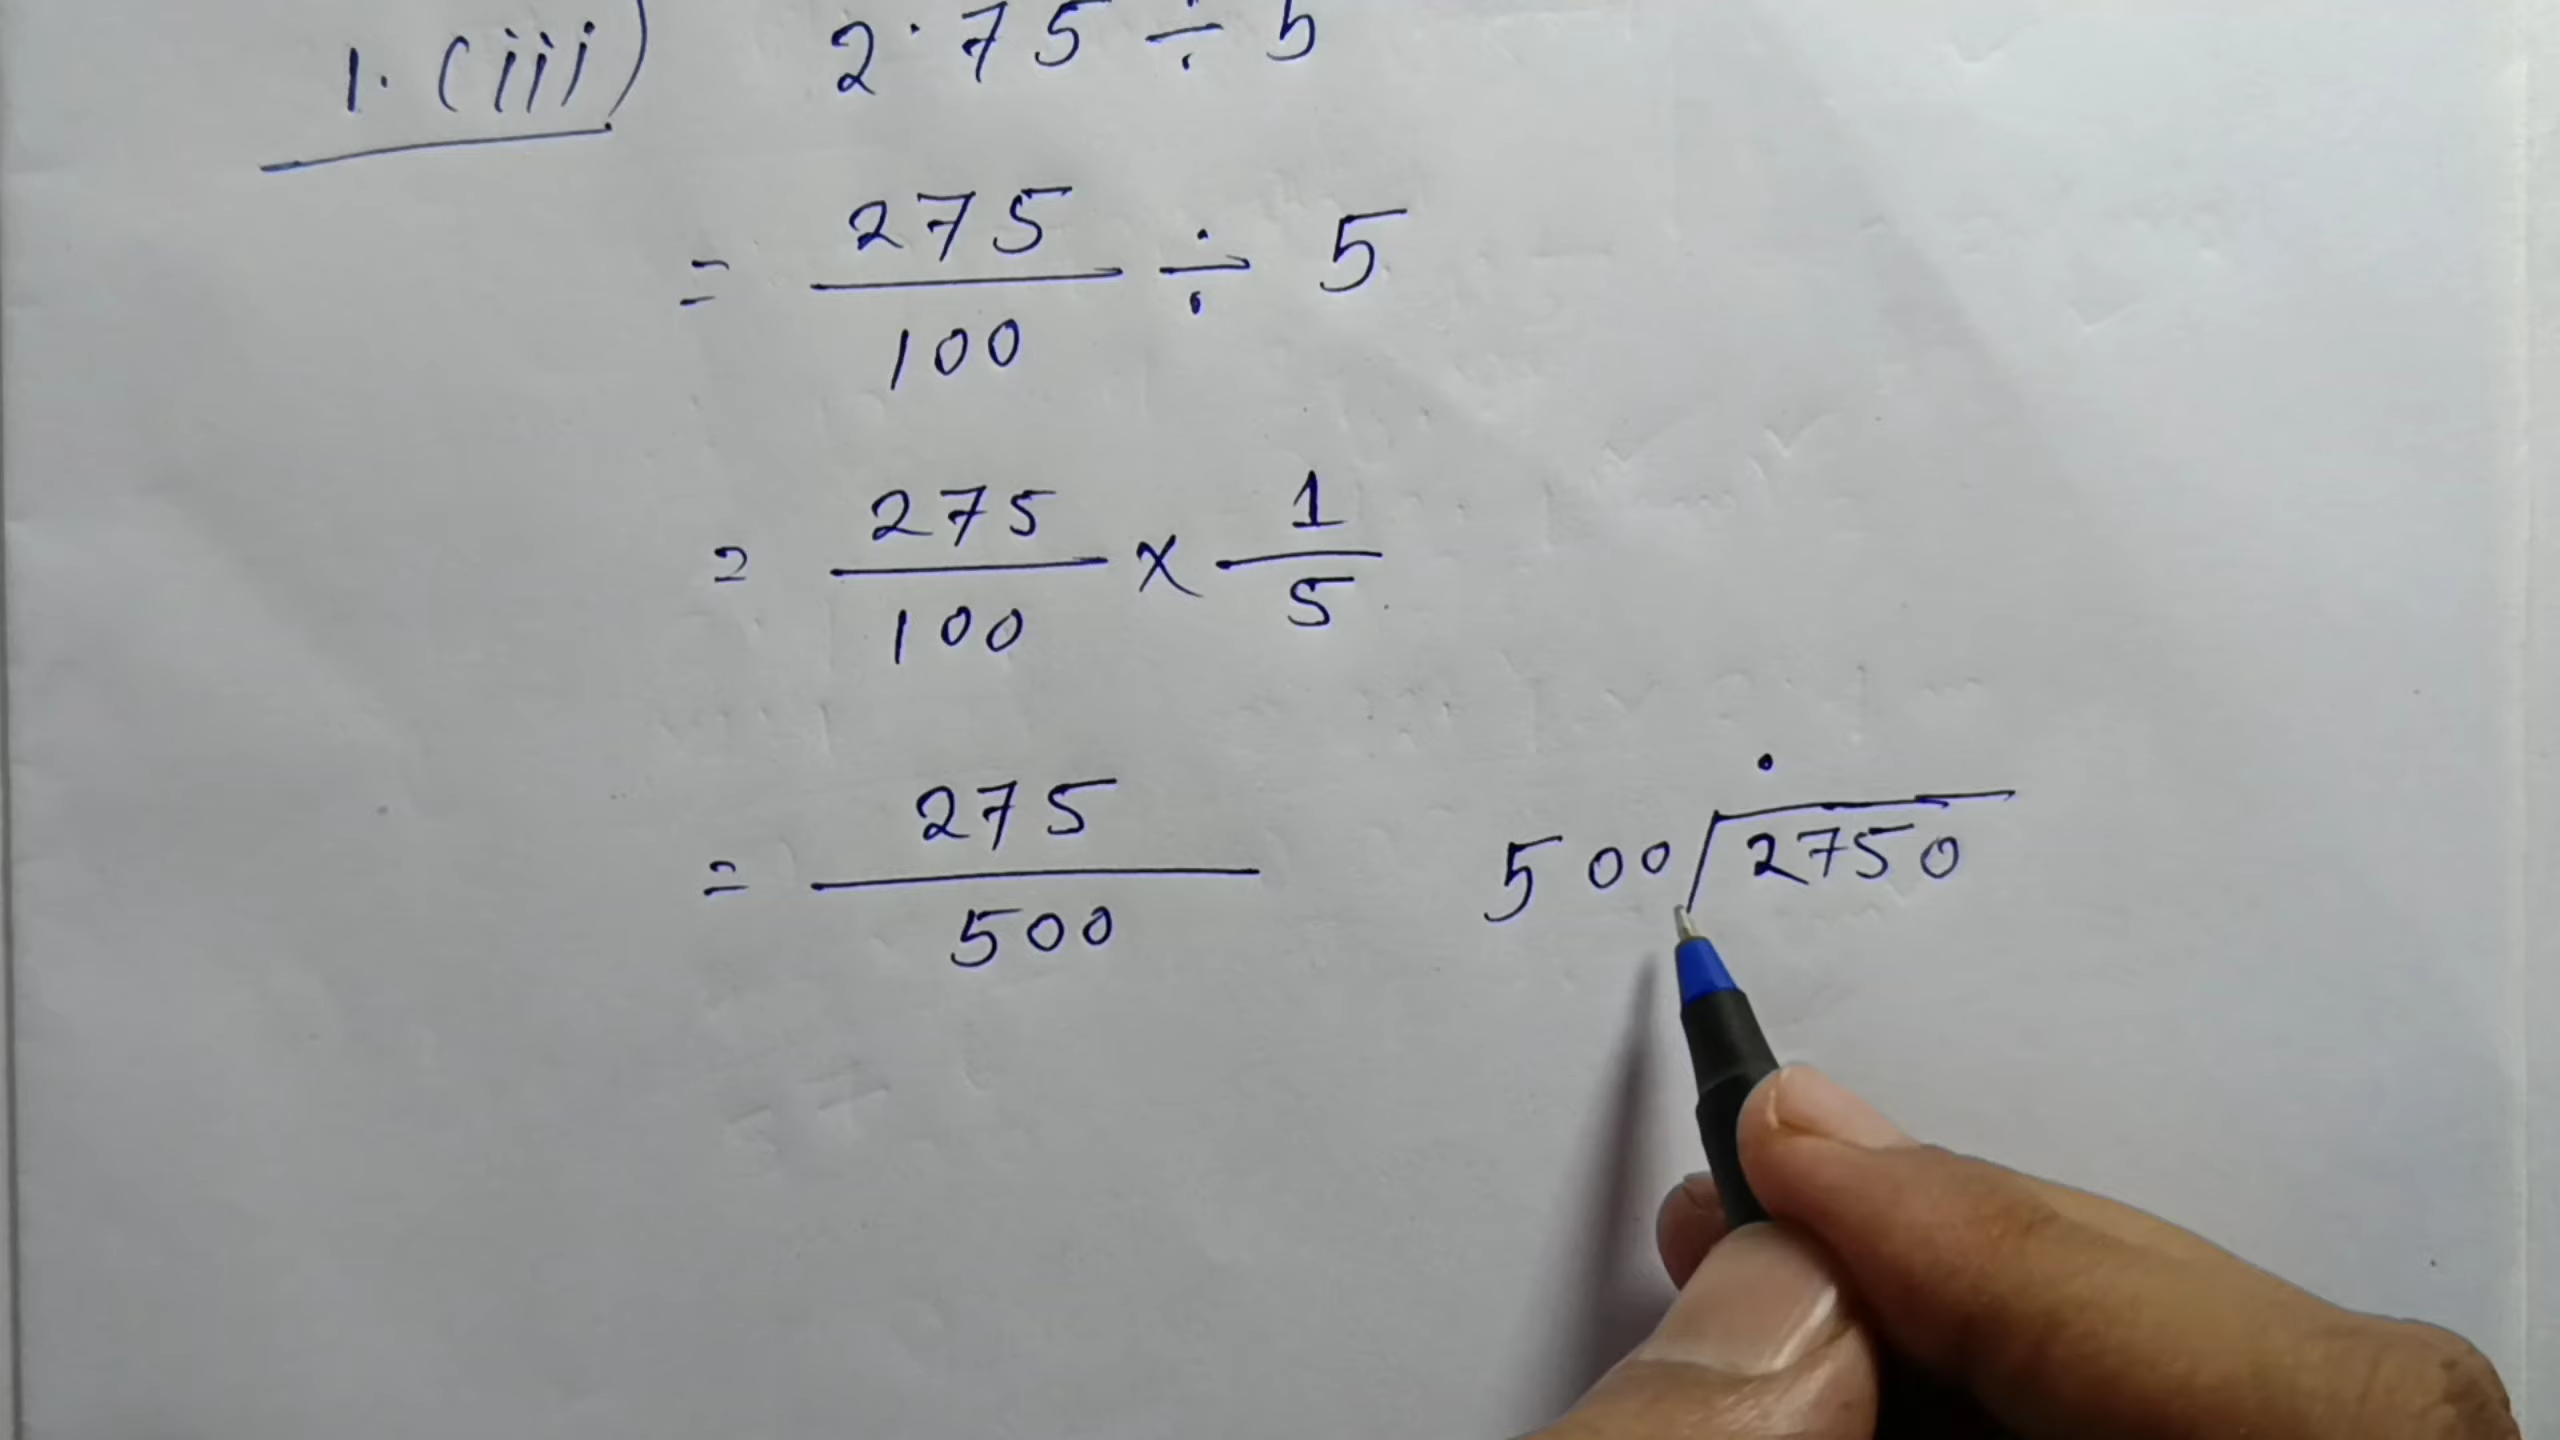 1. (iii) 2.75 ÷ 5
= 275/100 ÷ 5
= 275/100 × 1/5
= 275/500
.
500√2750